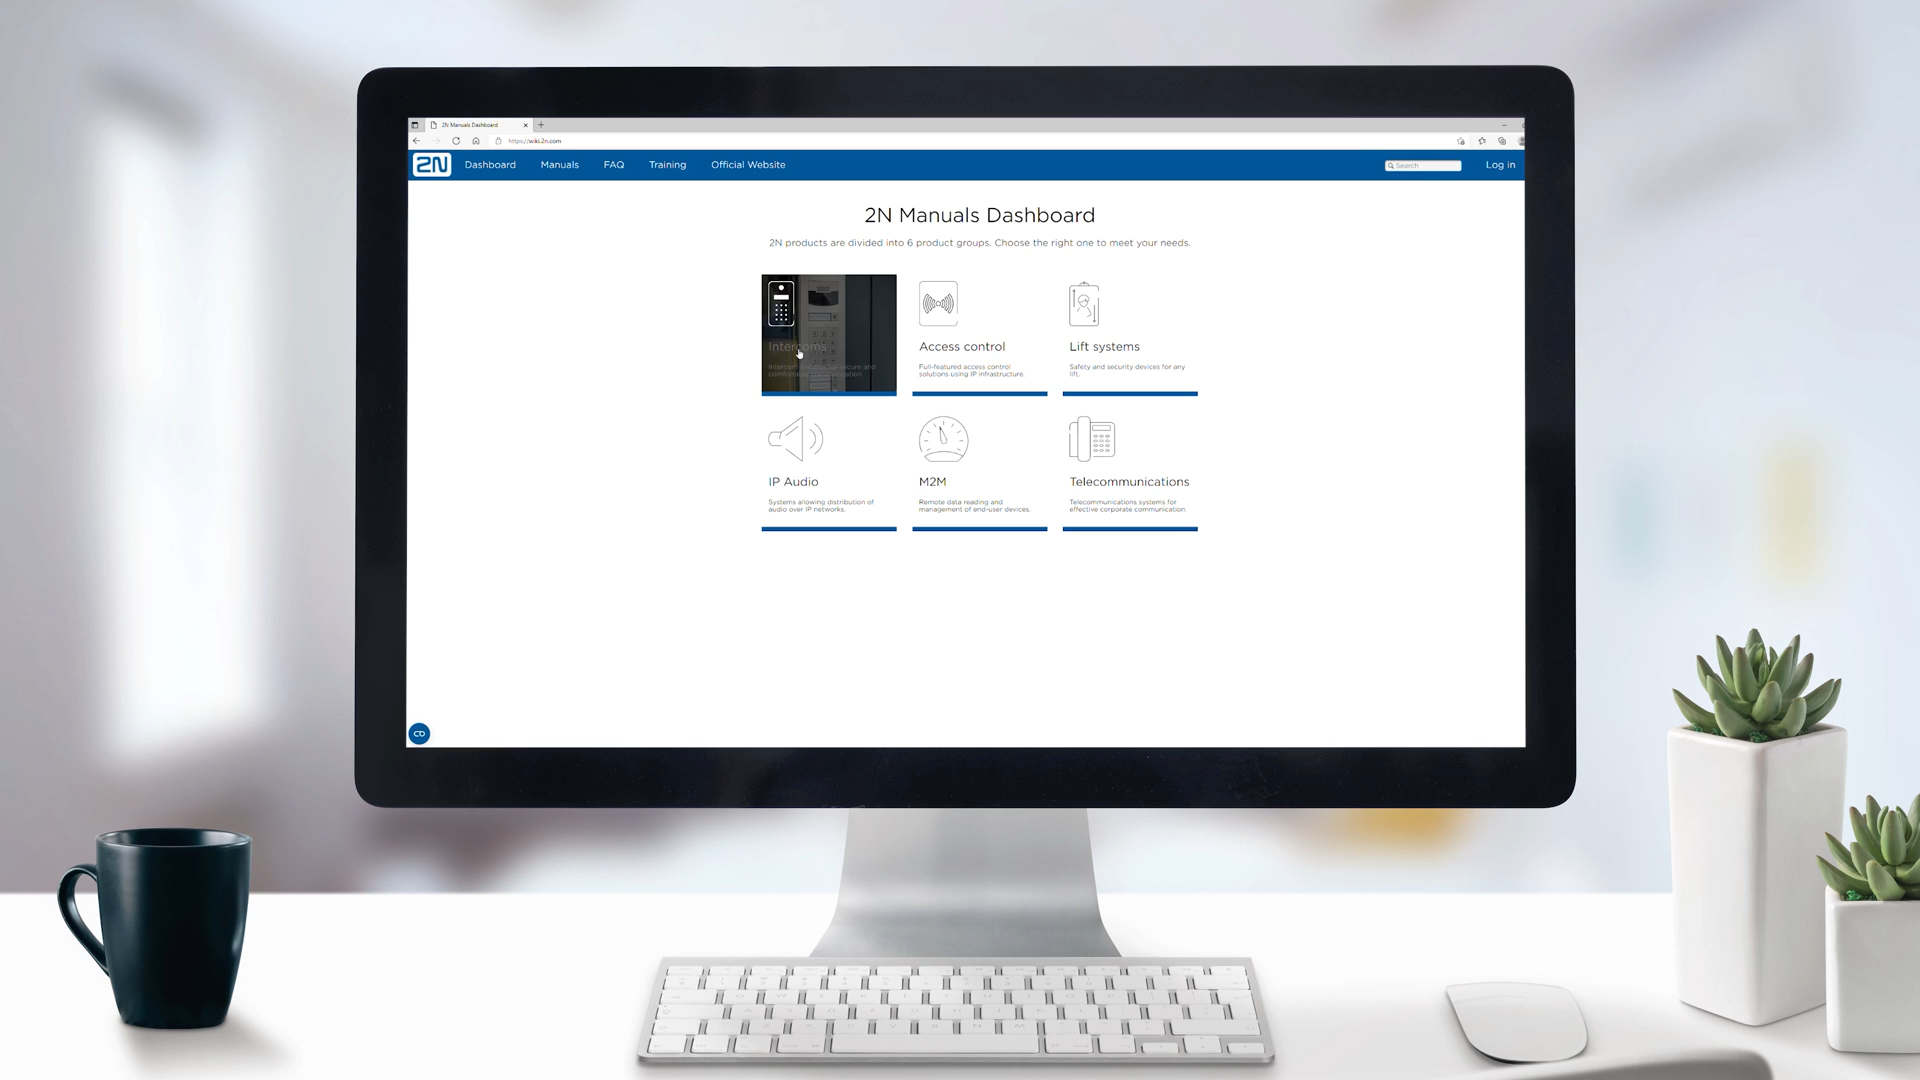 2N Manuals Dashboard
https://wiki.2n.com
2N
Dashboard
Manuals
FAQ
Training
Official Website
Search
Log in
2N Manuals Dashboard
2N products are divided into 6 product groups. Choose the right one to meet your needs.
Intercoms
Access control
Full-featured access control
solutions using IP infrastructure.
Lift systems
Safety and security devices for any
lift.
IP Audio
Systems allowing distribution of
audio over IP networks.
M2M
Remote data reading and
management of end-user devices.
Telecommunications
Telecommunications systems for
effective corporate communication.